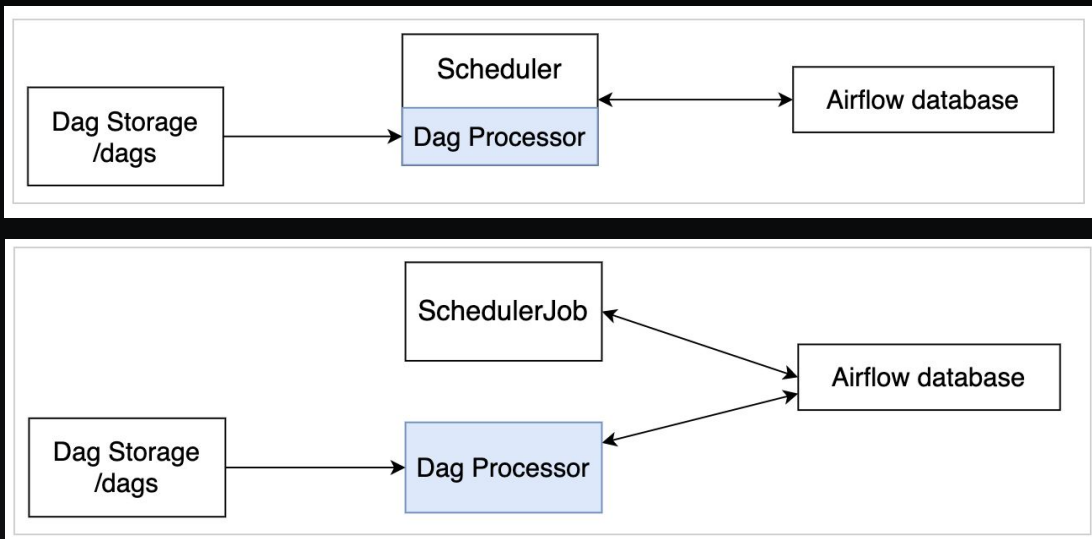 Scheduler
Dag Storage
/dags
Dag Processor
Airflow database
SchedulerJob
Airflow database
Dag Storage
/dags
Dag Processor